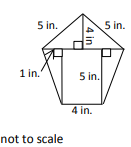 5 in. 5 in.
4 in
1 in.
5 in.
4 in.
not to scale